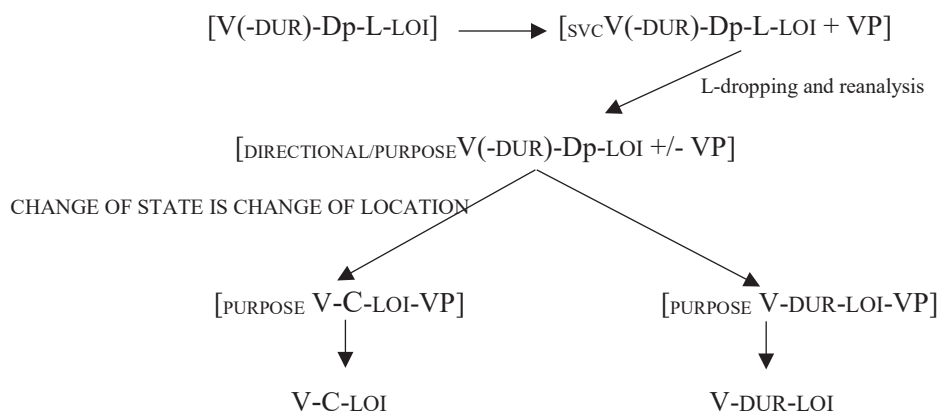 [V(-DUR)-Dp-L-LOI] [SVCV(-DUR)-Dp-L-LOI + VP]
L-dropping and reanalysis
[DIRECTIONAL/PURPOSEV(-DUR)-Dp-LOI +/- VP]
CHANGE OF STATE IS CHANGE OF LOCATION
[PURPOSE V-C-LOI-VP] [PURPOSE V-DUR-LOI-VP]
V-C-LOI V-DUR-LOI